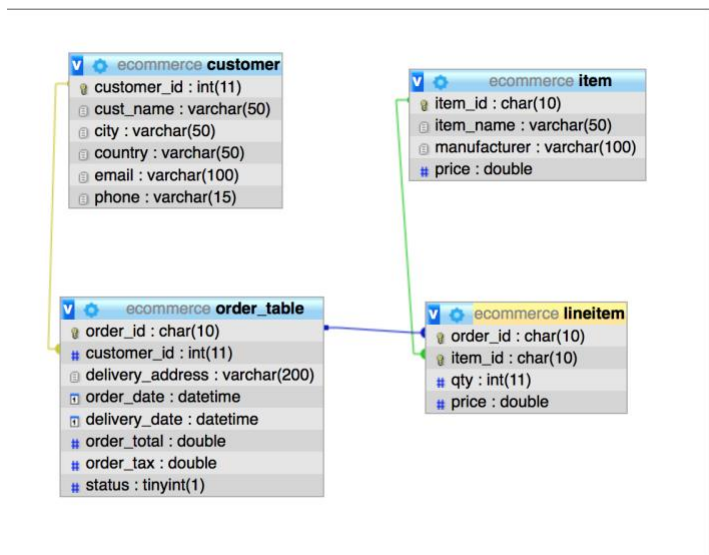 V ecommerce customer
customer_id : int(11)
cust_name : varchar(50)
city : varchar(50)
country : varchar(50)
email : varchar(100)
phone : varchar(15)
V ecommerce item
item_id : char(10)
item_name : varchar(50)
manufacturer : varchar(100)
# price : double
V ecommerce order_table
order_id : char(10)
# customer_id : int(11)
delivery_address : varchar(200)
order_date : datetime
delivery_date : datetime
# order_total : double
# order_tax : double
# status : tinyint(1)
V ecommerce lineitem
order_id : char(10)
item_id : char(10)
# qty : int(11)
# price : double